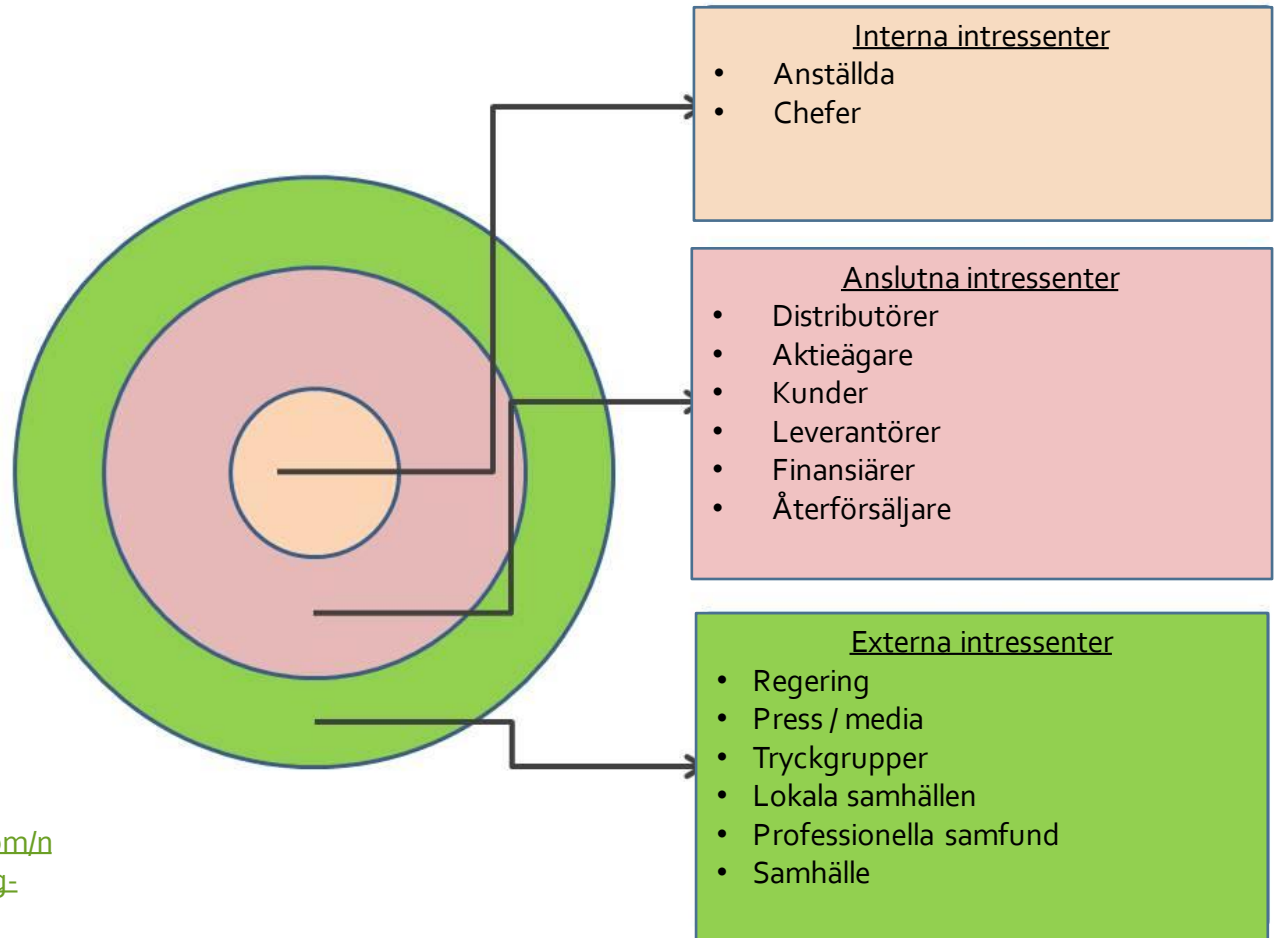 Interna intressenter
• Anställda
• Chefer
Anslutna intressenter
• Distributörer
• Aktieägare
• Kunder
• Leverantörer
• Finansiärer
• Återförsäljare
Externa intressenter
• Regering
• Press / media
• Tryckgrupper
• Lokala samhällen
• Professionella samfund
• Samhälle
m/n
g-